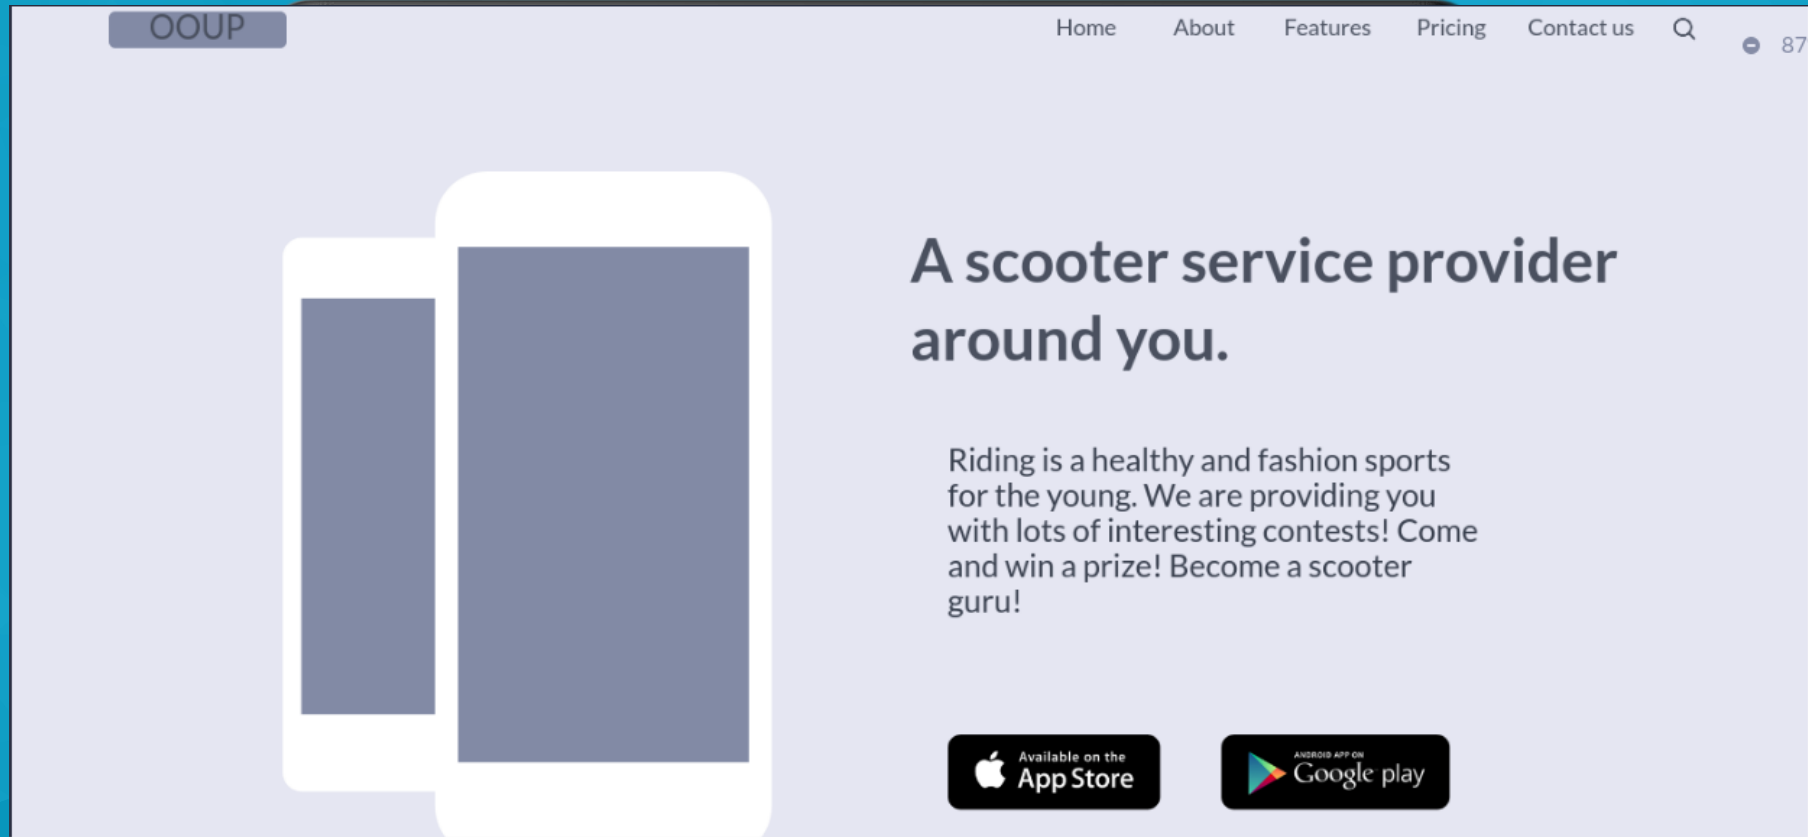 OOUP
Home About Features Pricing Contact us
87
A scooter service provider
around you.
Riding is a healthy and fashion sports
for the young. We are providing you
with lots of interesting contests! Come
and win a prize! Become a scooter
guru!
Available on the
App Store
ANDROID APP ON
Google play